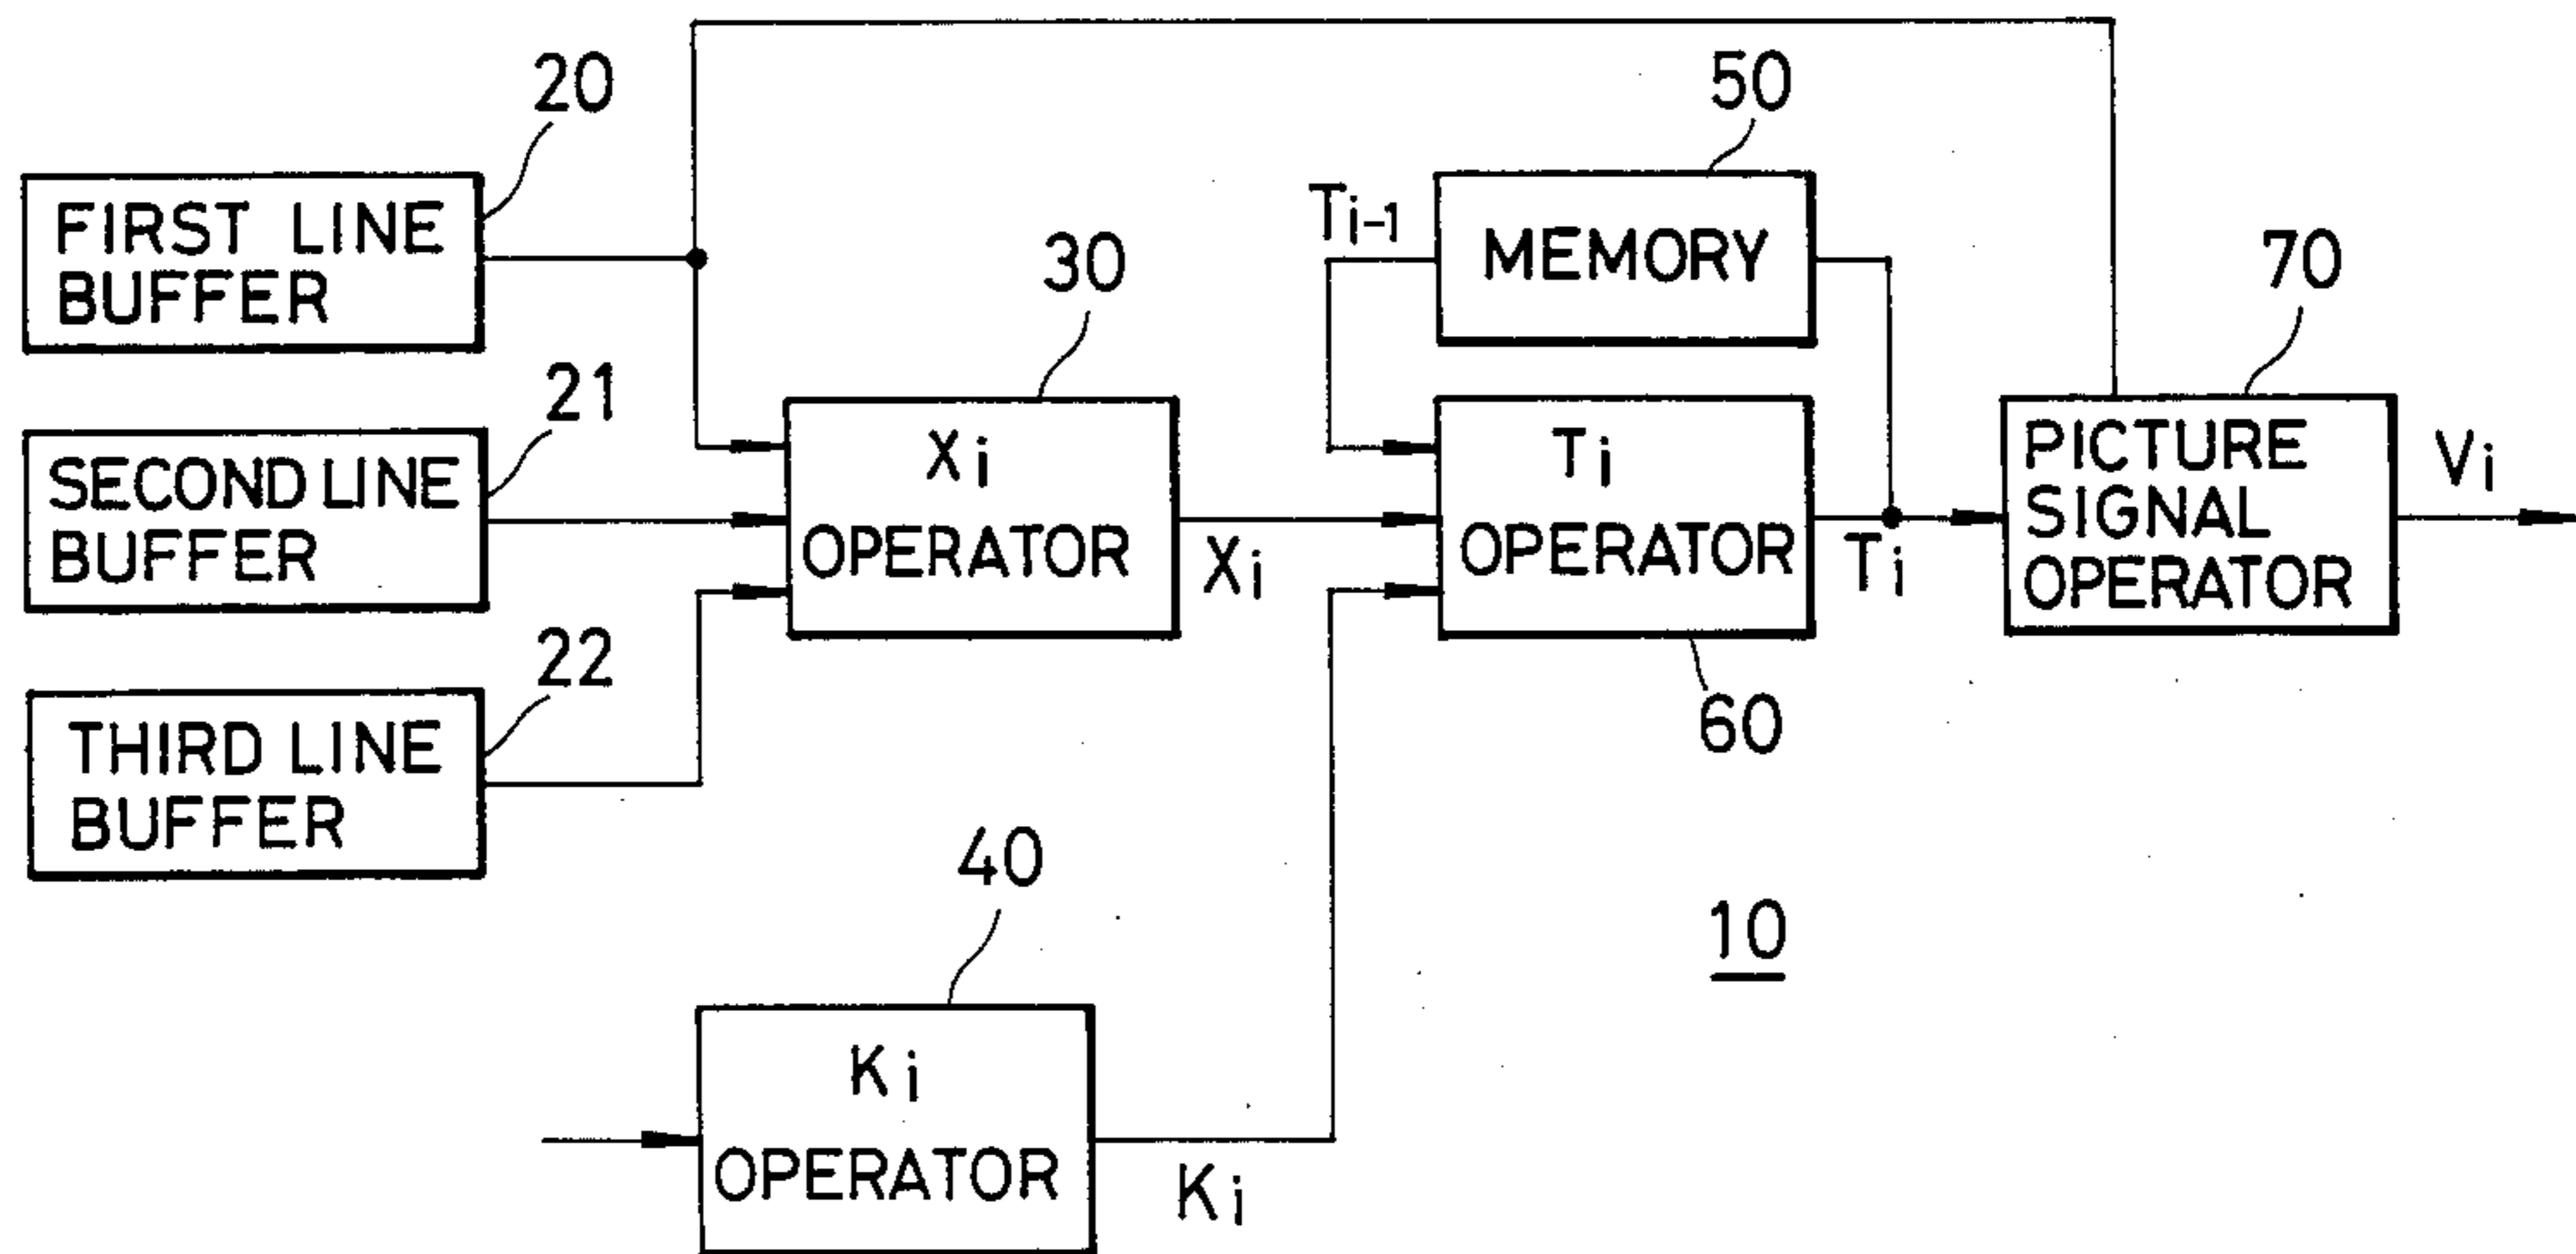 20
FIRST LINE
BUFFER
21
SECOND LINE
BUFFER
22
THIRD LINE
BUFFER
30
Xi
OPERATOR
Xi
40
Ki
OPERATOR
Ki
50
MEMORY
Ti-1
Ti
OPERATOR
60
Ti
70
PICTURE
SIGNAL
OPERATOR
Vi
10